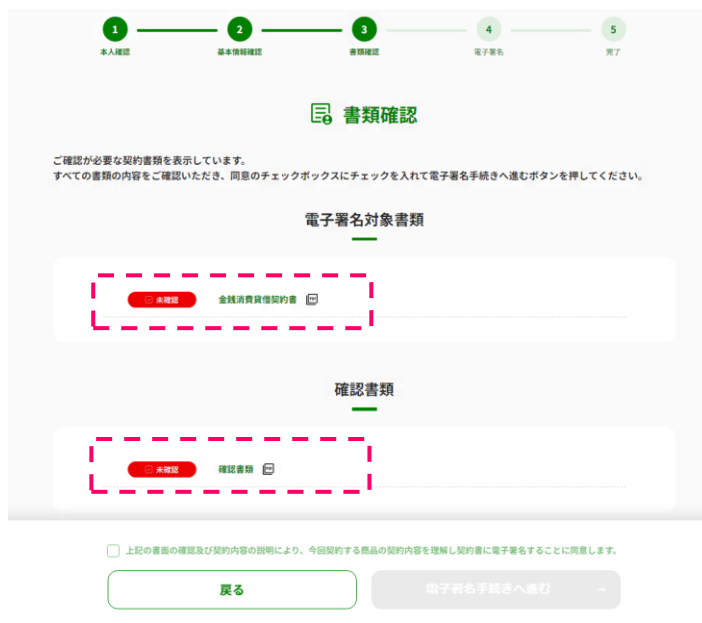 1 2 3 4 5
本人確認 基本情報確認 書類確認 電子署名 完了
書類確認
ご確認が必要な契約書類を表示しています。
すべての書類の内容をご確認いただき、同意のチェックボックスにチェックを入れて電子署名手続きへ進むボタンを押してください。
電子署名対象書類
未確認 金銭消費貸借契約書 PDF
確認書類
未確認 確認書類 PDF
上記の書面の確認及び契約内容の説明により、今回契約する商品の契約内容を理解し契約書に電子署名することに同意します。
戻る 電子署名手続きへ進む →